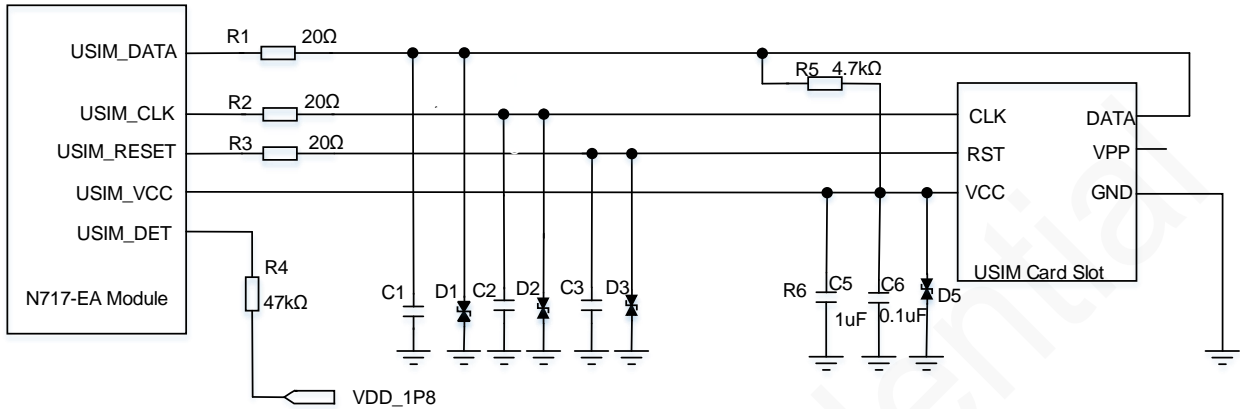 USIM_DATA
R1 20Ω
R5 4.7kΩ
USIM_CLK
R2 20Ω
CLK
DATA
USIM_RESET
R3 20Ω
RST
VPP
USIM_VCC
VCC
GND
USIM_DET
R4
47kΩ
N717-EA Module
C1
D1
C2
D2
C3
D3
R6
C5
1uF
C6
0.1uF
D5
USIM Card Slot
VDD_1P8